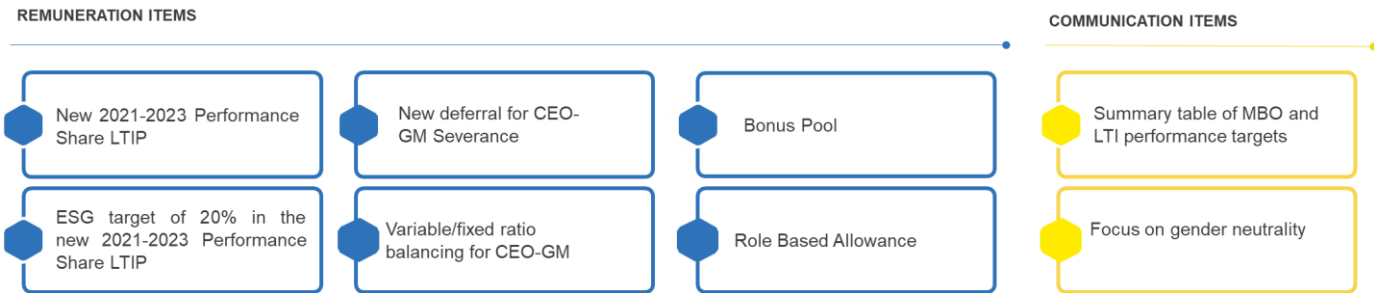 REMUNERATION ITEMS
COMMUNICATION ITEMS
New 2021-2023 Performance
Share LTIP
New deferral for CEO-
GM Severance
Bonus Pool
Summary table of MBO and
LTI performance targets
ESG target of 20% in the
new 2021-2023 Performance
Share LTIP
Variable/fixed ratio
balancing for CEO-GM
Role Based Allowance
Focus on gender neutrality